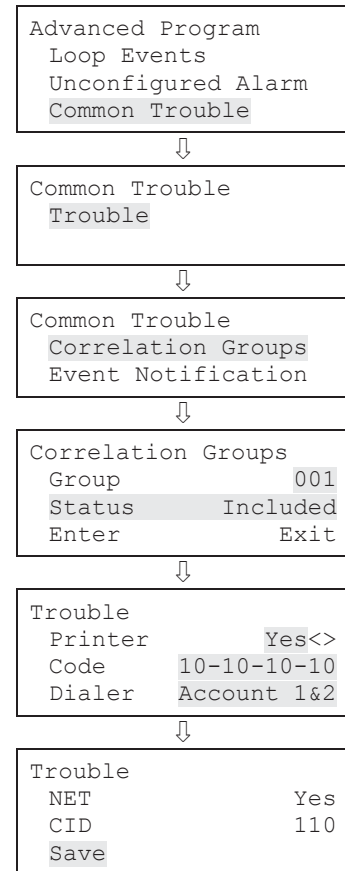 Advanced Program
Loop Events
Unconfigured Alarm
Common Trouble
Common Trouble
Trouble
Common Trouble
Correlation Groups
Event Notification
Correlation Groups
Group 001
Status Included
Enter Exit
Trouble
Printer Yes<>
Code 10-10-10-10
Dialer Account 1&2
Trouble
NET Yes
CID 110
Save